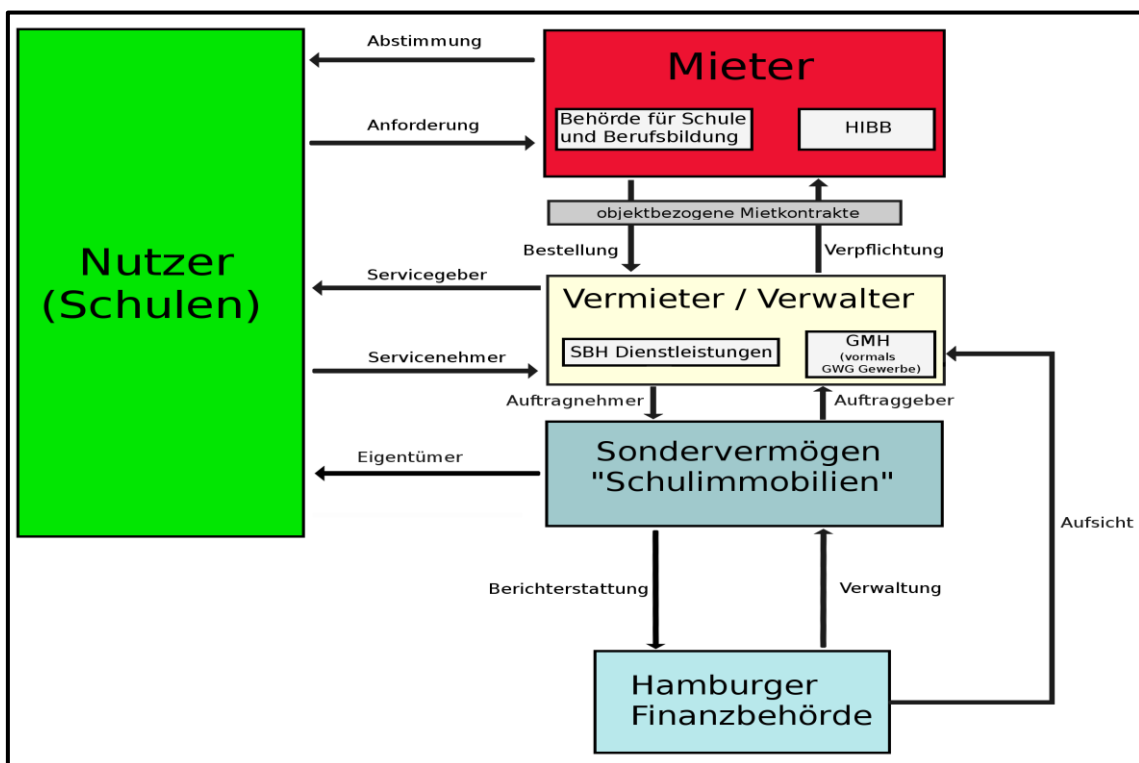 Abstimmung
Mieter
Anforderung
Behörde für Schule
und Berufsbildung
HIBB
objektbezogene Mietkontrakte
Bestellung
Verpflichtung
Nutzer
(Schulen)
Servicegeber
Vermieter / Verwalter
SBH Dienstleistungen
GMH
(vormals
GWG Gewerbe)
Servicenehmer
Auftragnehmer
Auftraggeber
Eigentümer
Sondervermögen
"Schulimmobilien"
Aufsicht
Berichterstattung
Verwaltung
Hamburger
Finanzbehörde